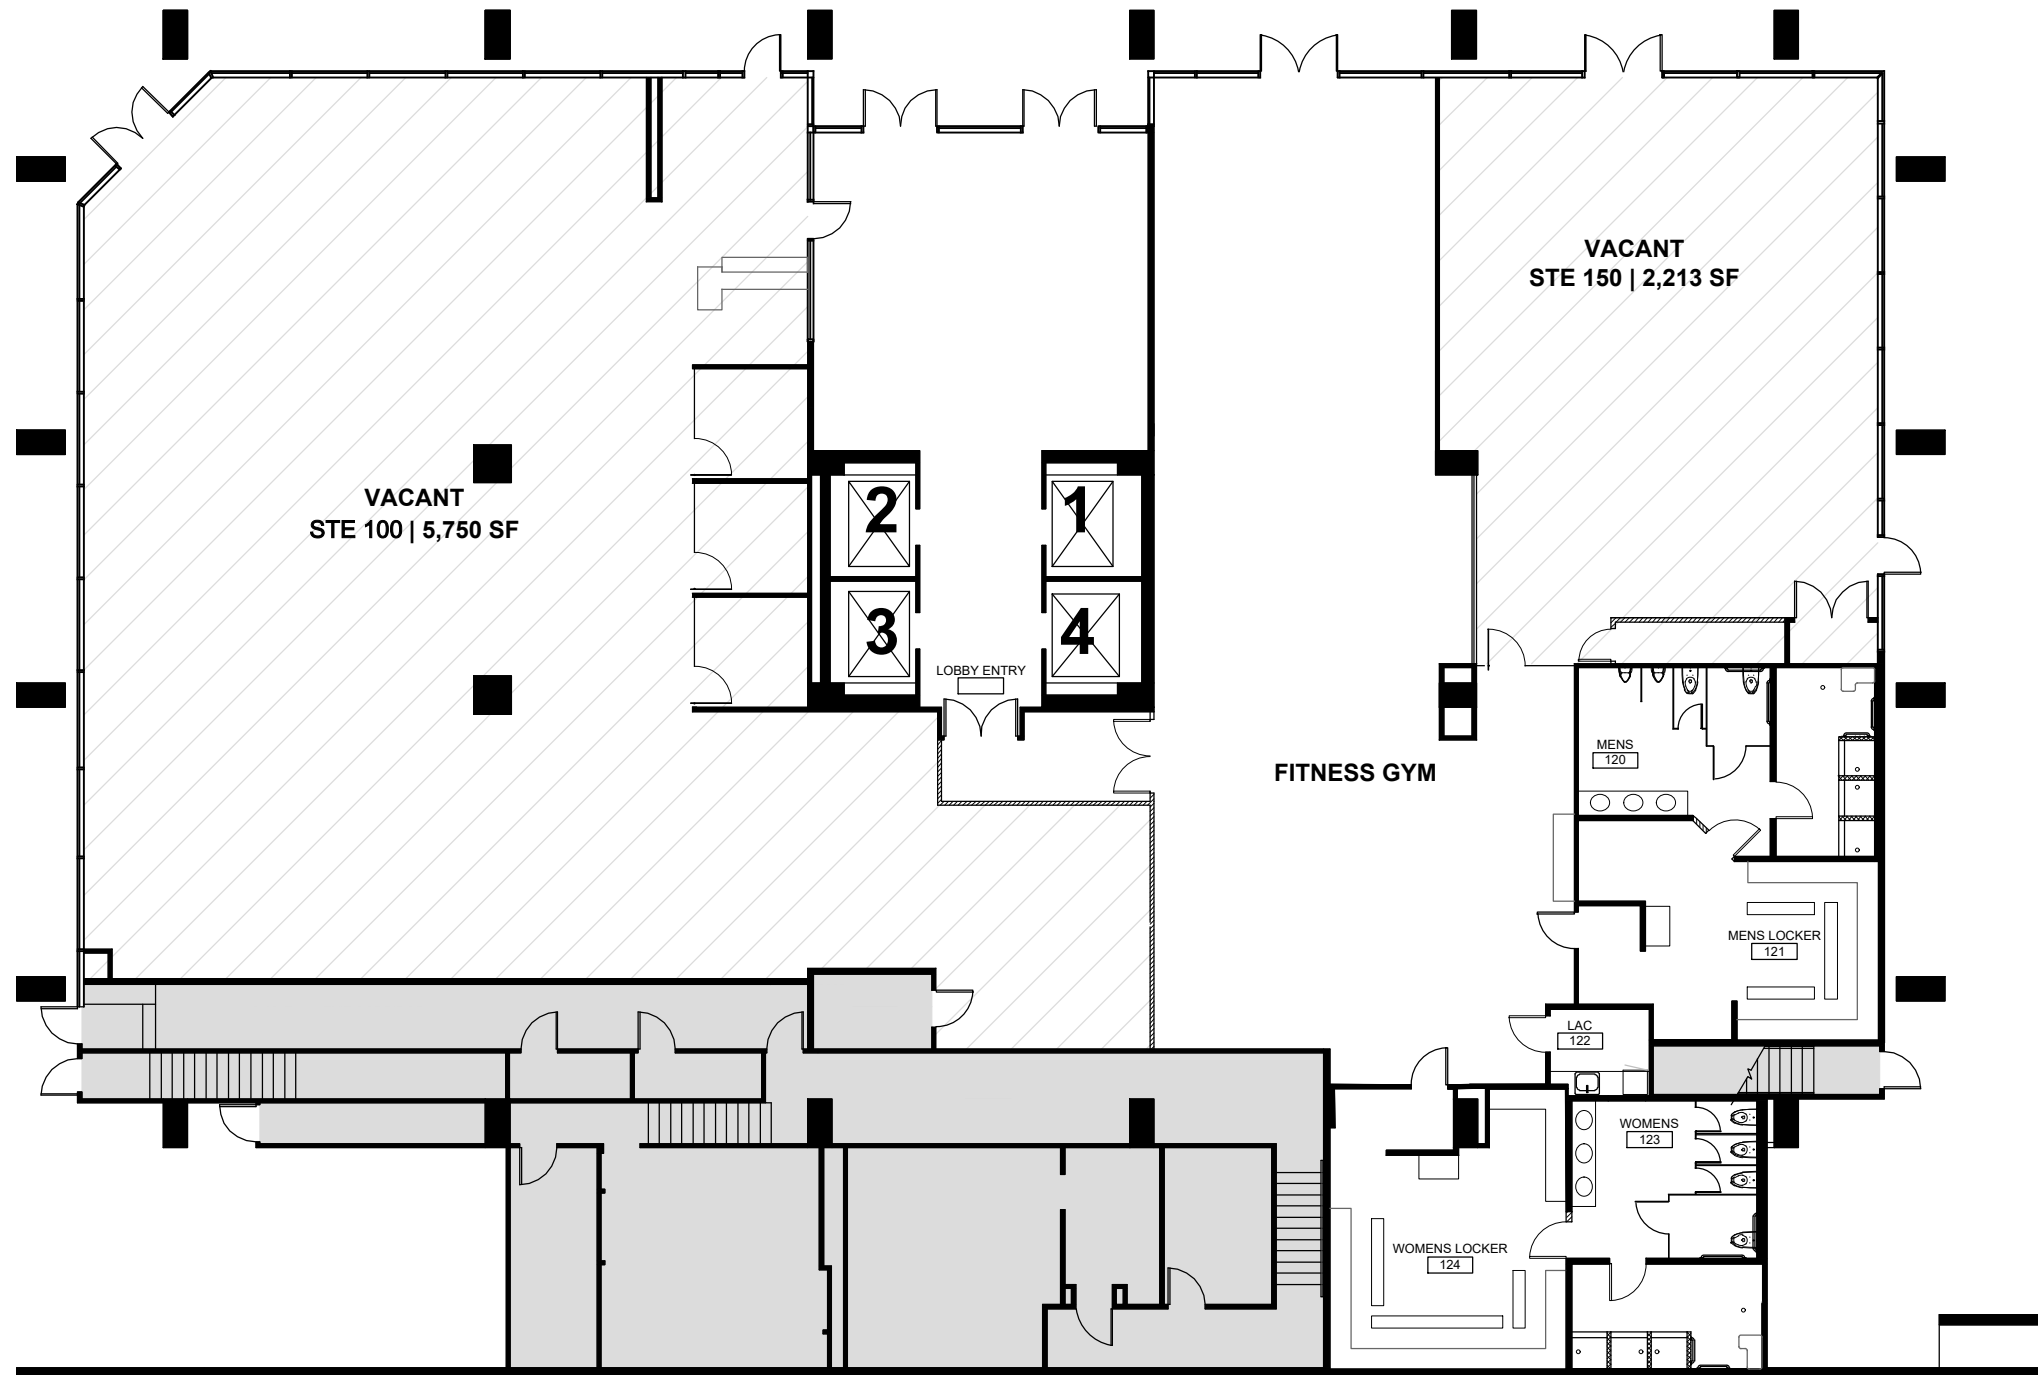 VACANT
STE 150 | 2,213 SF
VACANT
STE 100 | 5,750 SF
2
1
3
4
LOBBY ENTRY
FITNESS GYM
MENS
120
MENS LOCKER
121
LAC
122
WOMENS
123
WOMENS LOCKER
124